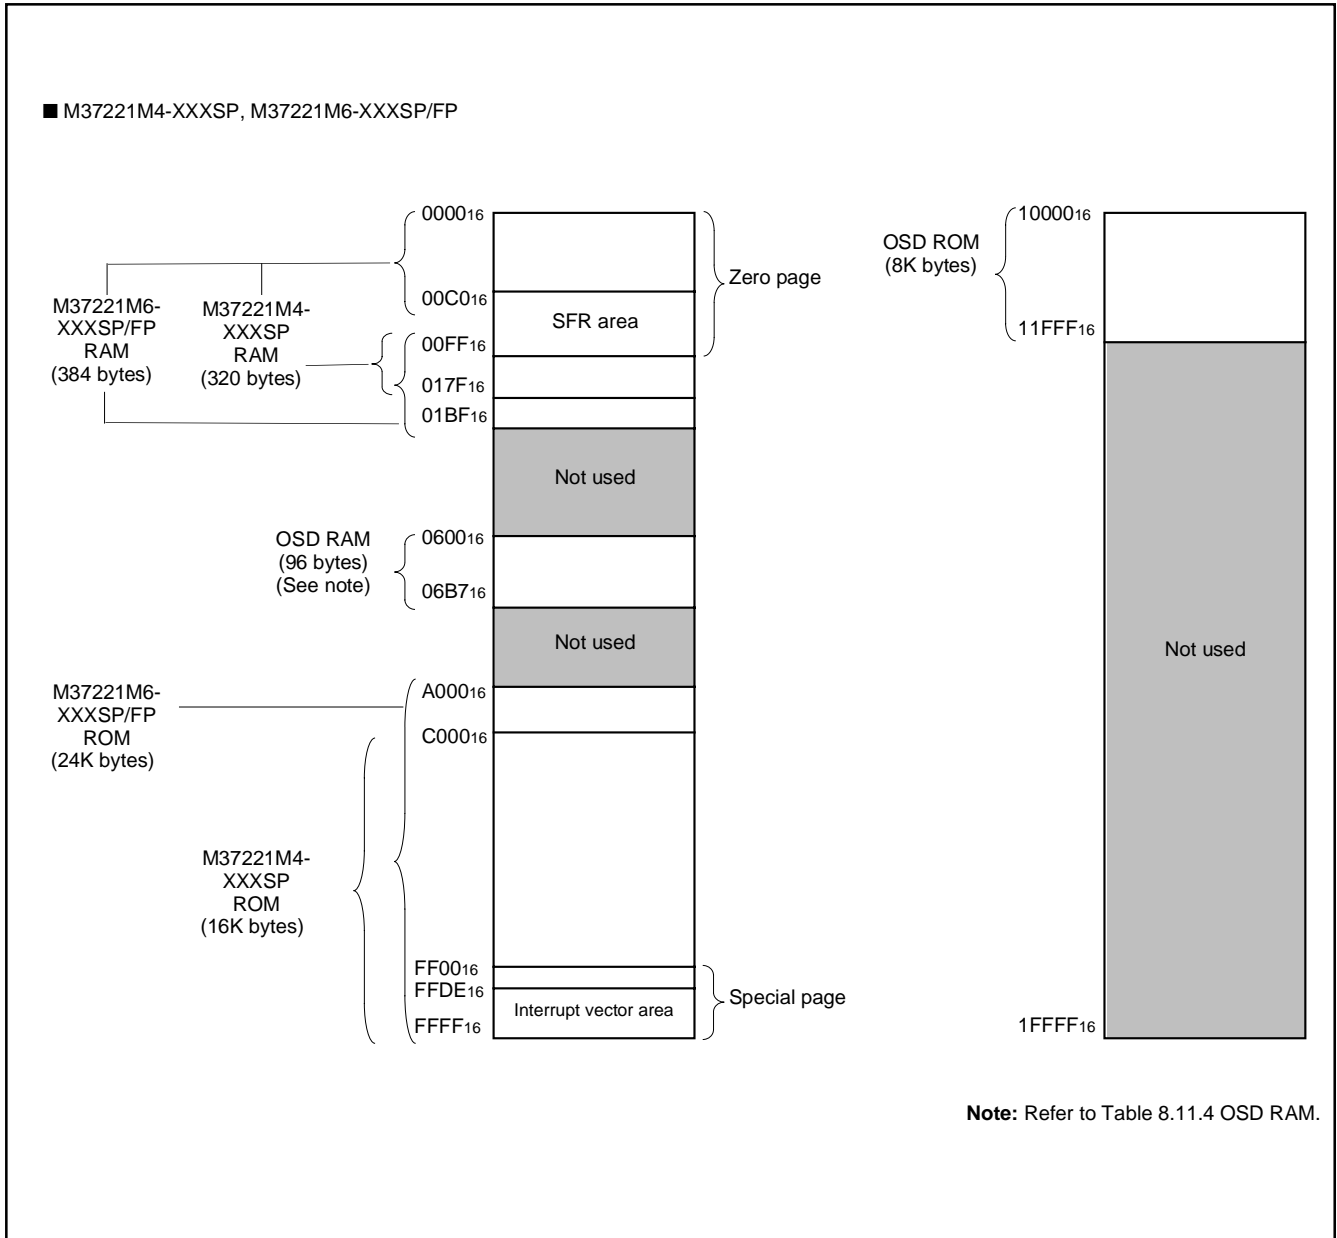 ■ M37221M4-XXXSP, M37221M6-XXXSP/FP
M37221M6-
XXXSP/FP
RAM
(384 bytes)
M37221M4-
XXXSP
RAM
(320 bytes)
0000₁₆
00C0₁₆
00FF₁₆
017F₁₆
01BF₁₆
SFR area
Zero page
Not used
OSD RAM
(96 bytes)
(See note)
0600₁₆
06B7₁₆
Not used
M37221M6-
XXXSP/FP
ROM
(24K bytes)
A000₁₆
C000₁₆
M37221M4-
XXXSP
ROM
(16K bytes)
FF00₁₆
FFDE₁₆
FFFF₁₆
Interrupt vector area
Special page
OSD ROM
(8K bytes)
10000₁₆
11FFF₁₆
Not used
1FFFF₁₆
Note: Refer to Table 8.11.4 OSD RAM.